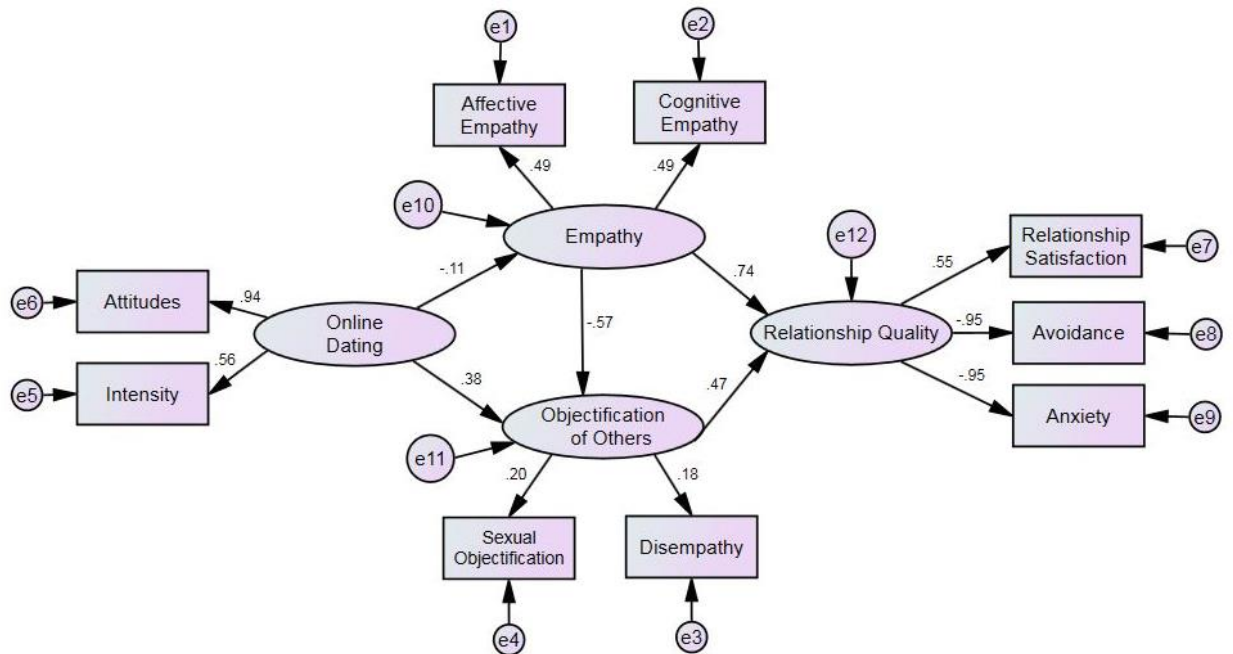 e1
e2
Affective
Empathy
Cognitive
Empathy
.49
.49
e10
Empathy
e12
Relationship
Satisfaction
e7
-.11
.74
.55
e6
Attitudes
.94
Online
Dating
-.57
Relationship Quality
-.95
Avoidance
e8
e5
Intensity
.56
.38
.47
-.95
Anxiety
e9
Objectification
of Others
e11
.20
.18
Sexual
Objectification
Disempathy
e4
e3